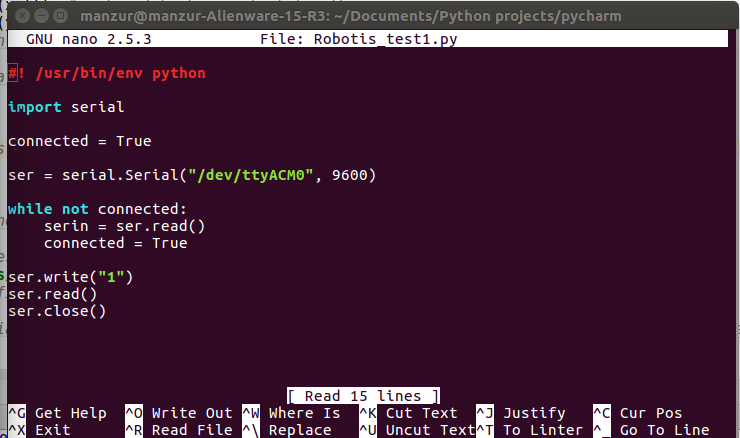 manzur@manzur-Alienware-15-R3: ~/Documents/Python projects/pycharm
GNU nano 2.5.3 File: Robotis_test1.py
#! /usr/bin/env python
import serial
connected = True
ser = serial.Serial("/dev/ttyACM0", 9600)
while not connected:
    serin = ser.read()
    connected = True
ser.write("1")
ser.read()
ser.close()
[ Read 15 lines ]
^G Get Help ^O Write Out ^W Where Is ^K Cut Text ^J Justify ^C Cur Pos
^X Exit ^R Read File ^\ Replace ^U Uncut Text ^T To Linter ^_ Go To Line